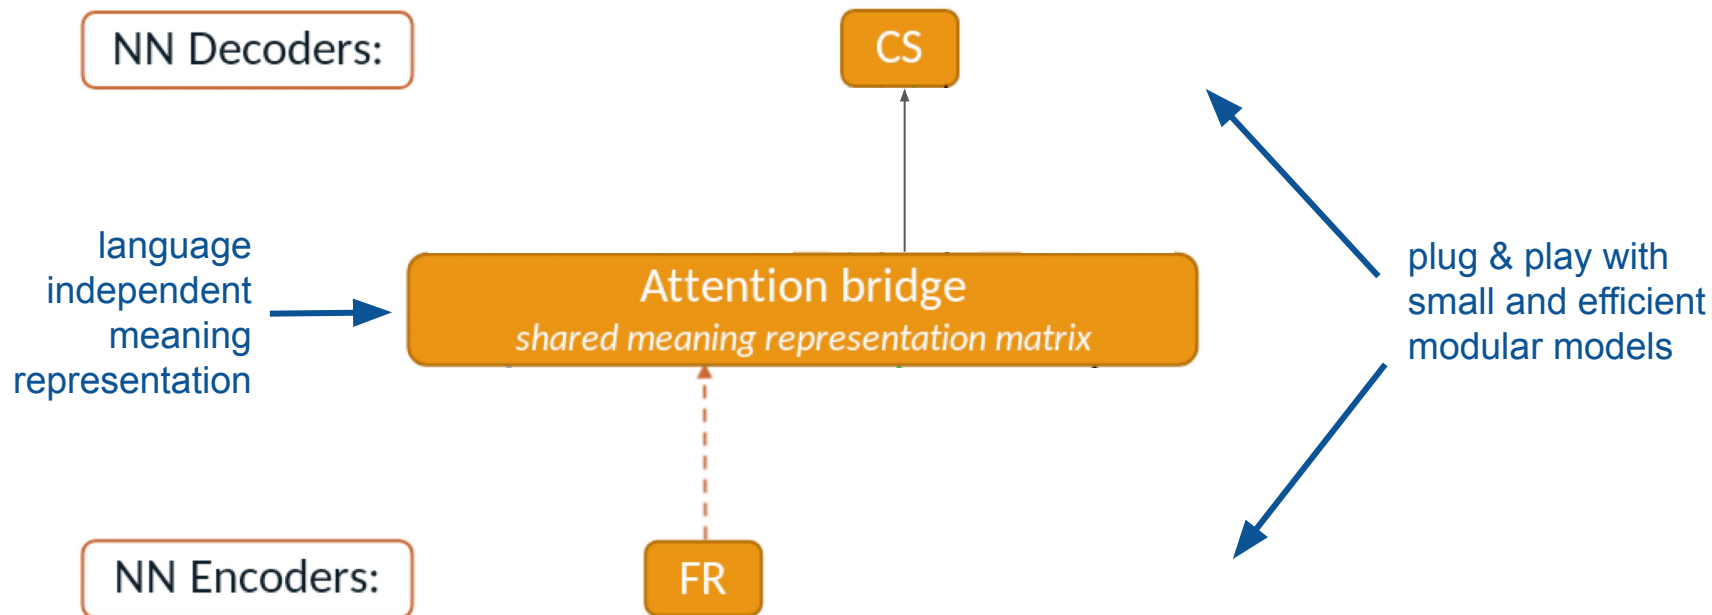 NN Decoders:
CS
language
independent
meaning
representation
Attention bridge
shared meaning representation matrix
plug & play with
small and efficient
modular models
NN Encoders:
FR